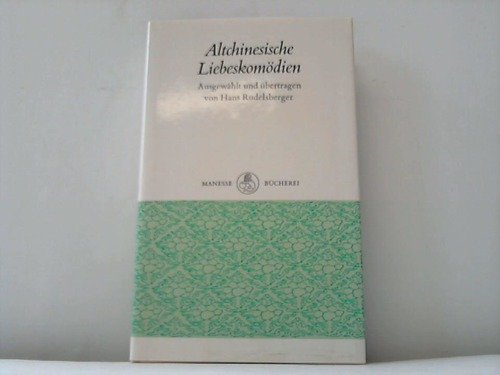 Altchinesische
Liebeskomödien
Ausgewählt und übertragen
von Hans Rudelsberger
MANESSE BÜCHEREI